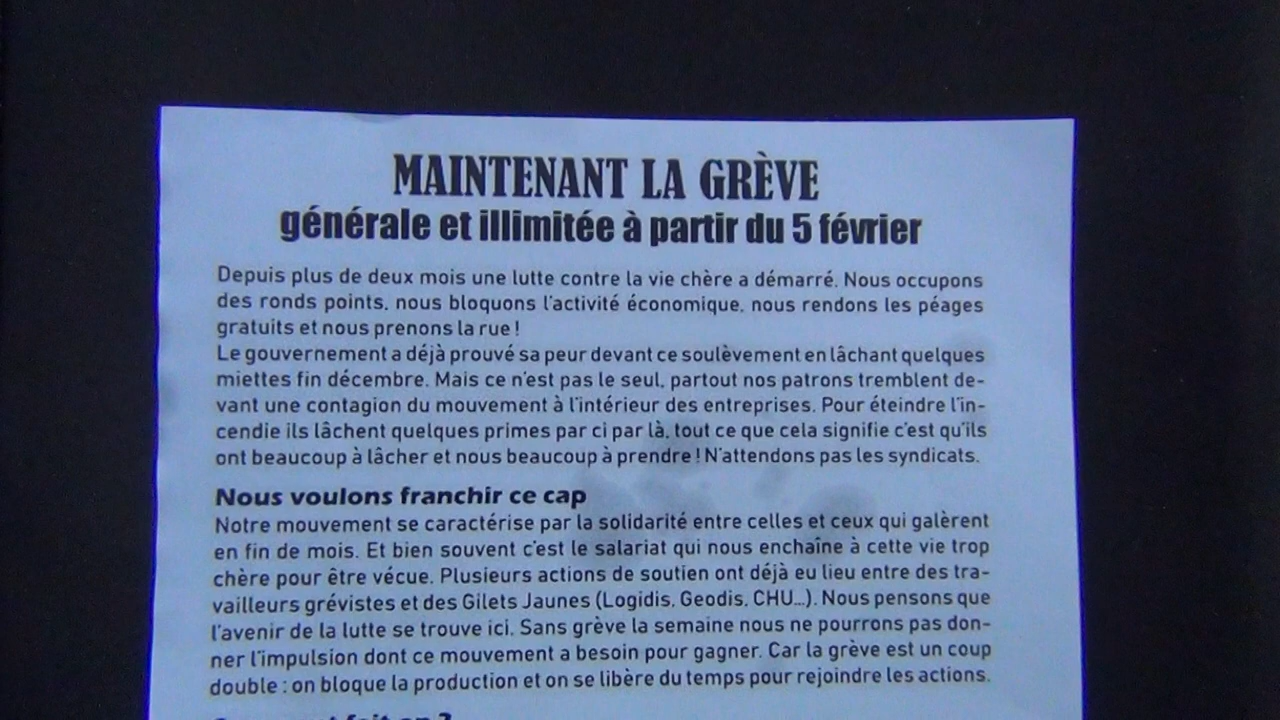 MAINTENANT LA GRÈVE
générale et illimitée à partir du 5 février
Depuis plus de deux mois une lutte contre la vie chère a démarré. Nous occupons
des ronds points, nous bloquons l'activité économique, nous rendons les péages
gratuits et nous prenons la rue !
Le gouvernement a déjà prouvé sa peur devant ce soulèvement en lâchant quelques
miettes fin décembre. Mais ce n'est pas le seul, partout nos patrons tremblent de-
vant une contagion du mouvement à l'intérieur des entreprises. Pour éteindre l'in-
cendie ils lâchent quelques primes par ci par là, tout ce que cela signifie c'est qu'ils
ont beaucoup à lâcher et nous beaucoup à prendre ! N'attendons pas les syndicats.
Nous voulons franchir ce cap
Notre mouvement se caractérise par la solidarité entre celles et ceux qui galèrent
en fin de mois. Et bien souvent c'est le salariat qui nous enchaîne à cette vie trop
chère pour être vécue. Plusieurs actions de soutien ont déjà eu lieu entre des tra-
vailleurs grévistes et des Gilets Jaunes (Logidis, Geodis, CHU...). Nous pensons que
l'avenir de la lutte se trouve ici. Sans grève la semaine nous ne pourrons pas don-
ner l'impulsion dont ce mouvement a besoin pour gagner. Car la grève est un coup
double : on bloque la production et on se libère du temps pour rejoindre les actions.